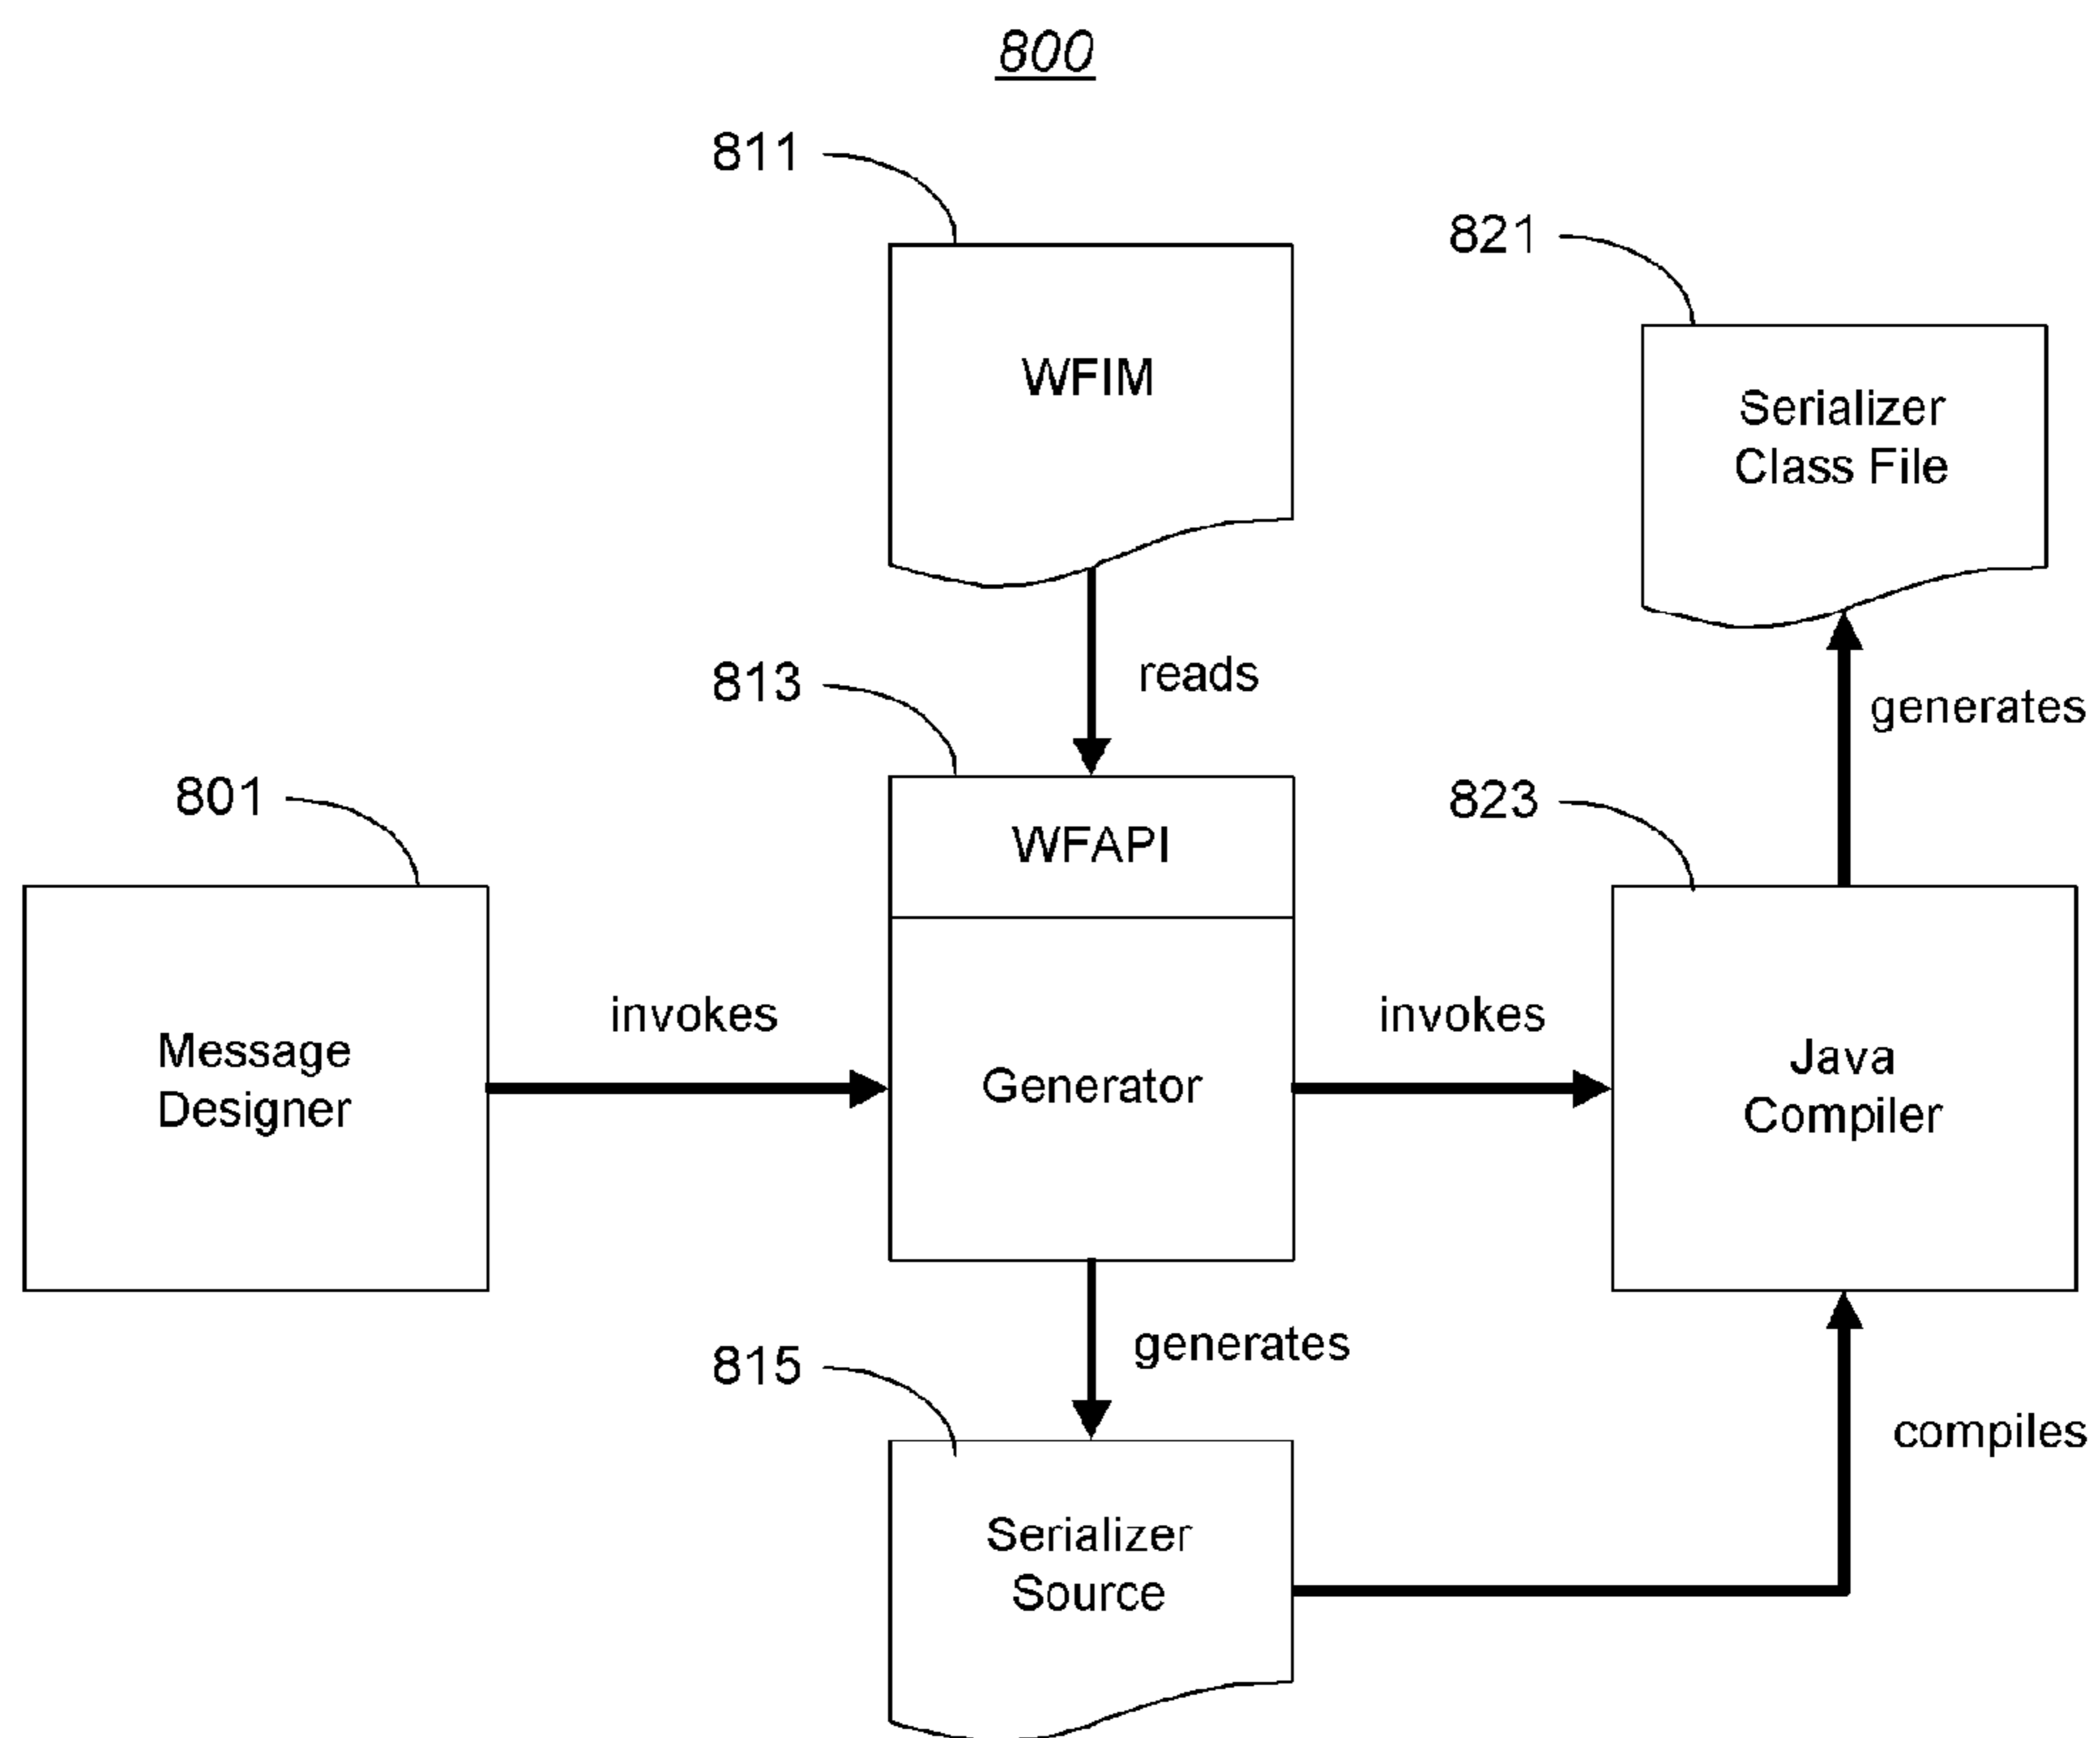 800
811
821
WFIM
Serializer
Class File
813
reads
generates
801
823
WFAPI
invokes
invokes
Message
Designer
Generator
Java
Compiler
815
generates
compiles
Serializer
Source